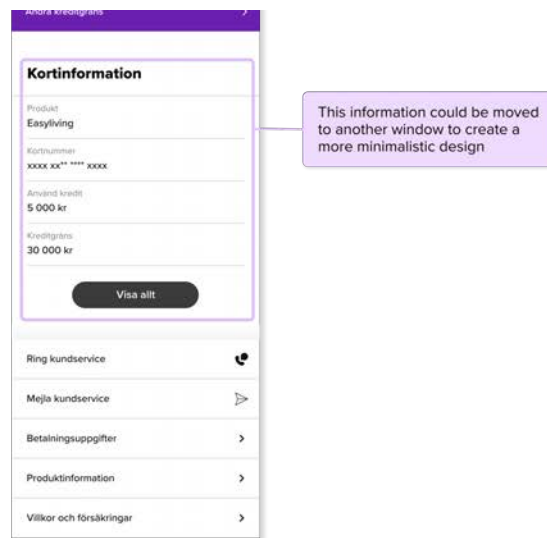 Ändra kreditgräns
Kortinformation
Produkt
Easyliving
This information could be moved
to another window to create a
more minimalistic design
Kortnummer
xxxx xx** **** xxxx
Använd kredit
5 000 kr
Kreditgräns
30 000 kr
Visa allt
Ring kundservice
Mejla kundservice
Betalningsuppgifter
Produktinformation
Villkor och försäkringar